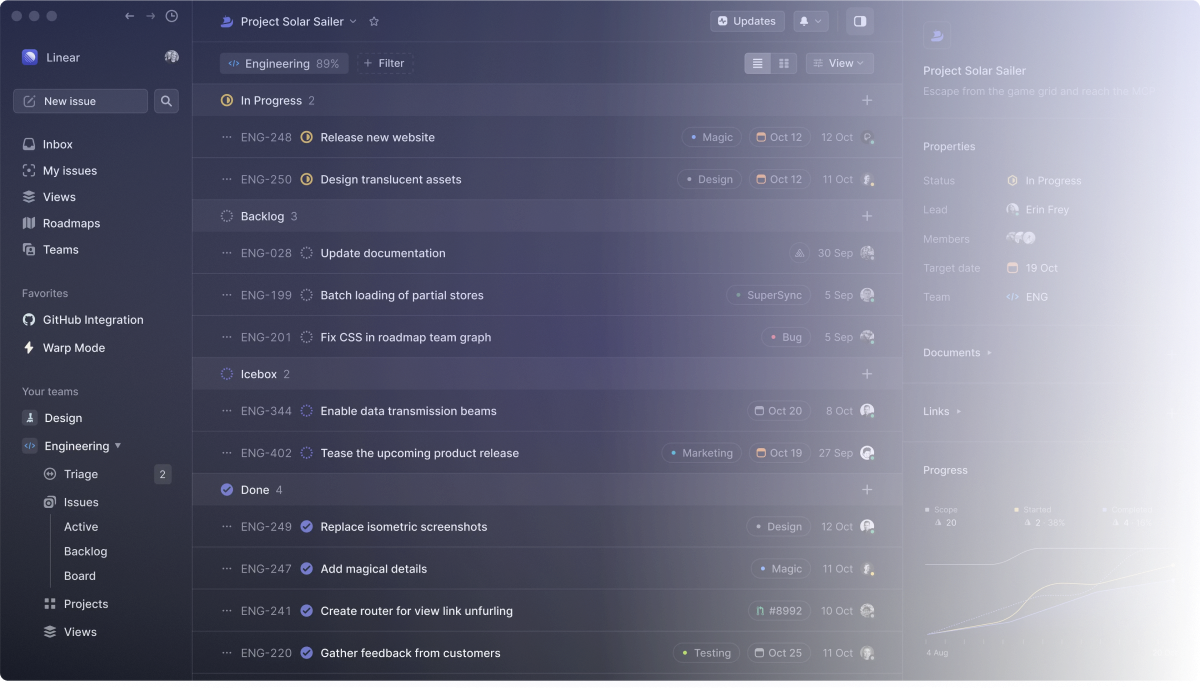 Linear
New issue
Inbox
My issues
Views
Roadmaps
Teams
Favorites
GitHub Integration
Warp Mode
Your teams
Design
Engineering
Triage 2
Issues
Active
Backlog
Board
Projects
Views
Project Solar Sailer
Updates
Engineering 89%
Filter
View
In Progress 2
ENG-248 Release new website Magic Oct 12 12 Oct
ENG-250 Design translucent assets Design Oct 12 11 Oct
Backlog 3
ENG-028 Update documentation 30 Sep
ENG-199 Batch loading of partial stores SuperSync 5 Sep
ENG-201 Fix CSS in roadmap team graph Bug 5 Sep
Icebox 2
ENG-344 Enable data transmission beams Oct 20 8 Oct
ENG-402 Tease the upcoming product release Marketing Oct 19 27 Sep
Done 4
ENG-249 Replace isometric screenshots Design 12 Oct
ENG-247 Add magical details Magic 11 Oct
ENG-241 Create router for view link unfurling #8992 10 Oct
ENG-220 Gather feedback from customers Testing Oct 25 11 Oct
Project Solar Sailer
Escape from the game grid and reach the
Properties
Status In Progress
Lead Erin Frey
Members
Target date 19 Oct
Team ENG
Documents
Links
Progress
Scope Started
20 2 36% 4
4 Aug